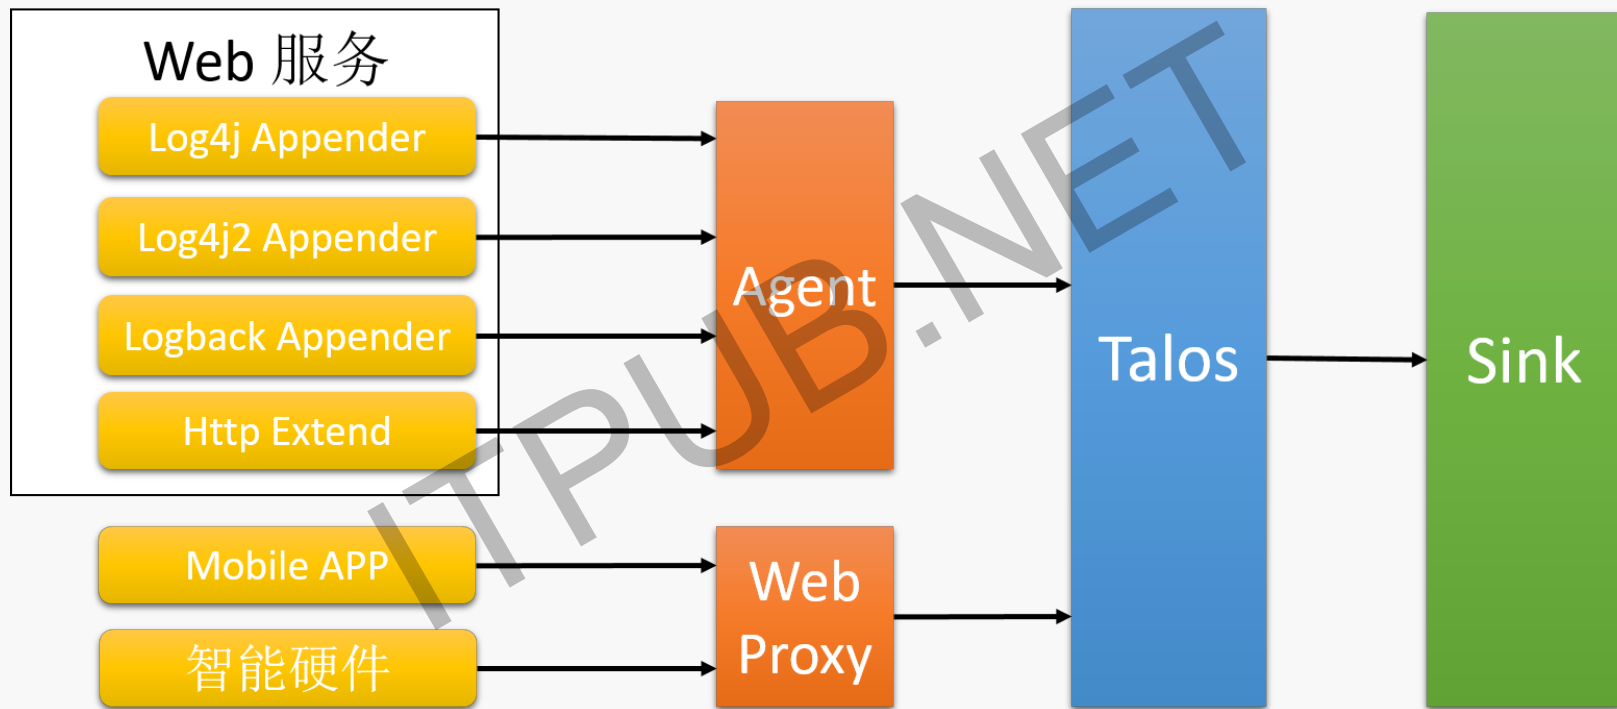 Web 服务
Log4j Appender
Log4j2 Appender
Logback Appender
Http Extend
Mobile APP
智能硬件
Agent
Web
Proxy
Talos
Sink
ITPUB.NET